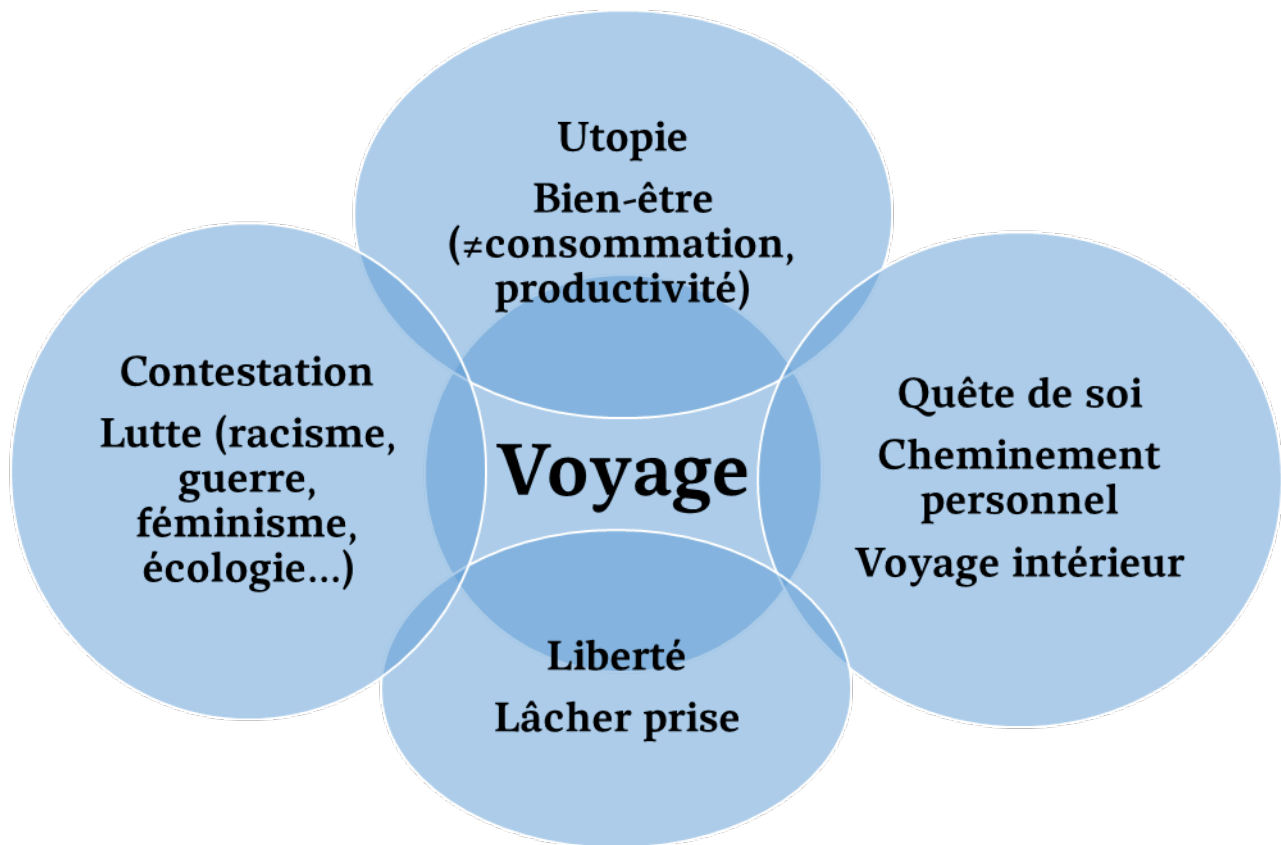 Utopie
Bien-être
(≠consommation,
productivité)
Contestation
Lutte (racisme,
guerre,
féminisme,
écologie...)
Voyage
Quête de soi
Cheminement
personnel
Voyage intérieur
Liberté
Lâcher prise